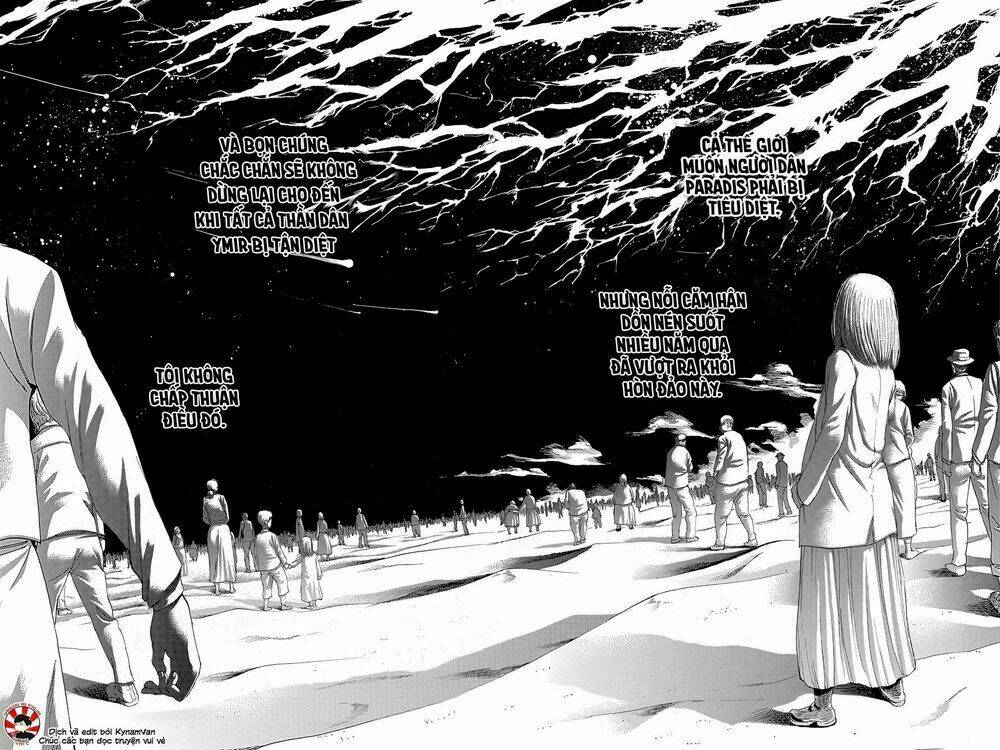 CẢ THẾ GIỚI
MUỐN NGƯỜI DÂN
PARADIS PHẢI BỊ
TIÊU DIỆT,
NHƯNG NỖI CĂM HẬN
DỒN NÉN SUỐT
NHIỀU NĂM QUA
ĐÃ VƯỢT RA KHỎI
HÒN ĐẢO NÀY.
VÀ BỌN CHÚNG
CHẮC CHẮN SẼ KHÔNG
DỪNG LẠI CHO ĐẾN
KHI TẤT CẢ THẦN DÂN
YMIR BỊ TẬN DIỆT
TÔI KHÔNG
CHẤP THUẬN
ĐIỀU ĐÓ.
Dịch và edit bởi KynamVan
Chúc các bạn đọc truyện vui vẻ